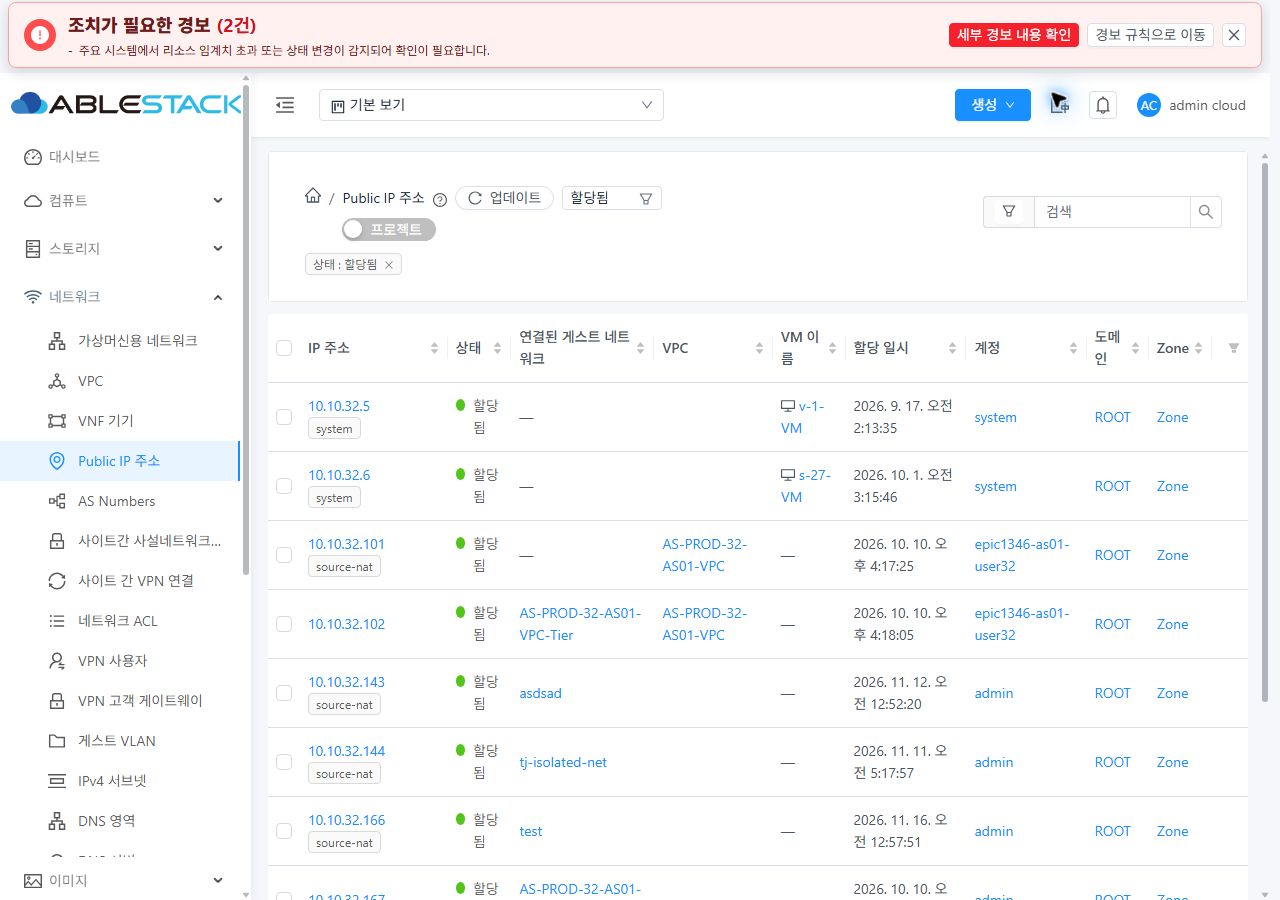 조치가 필요한 경보 (2건)
- 주요 시스템에서 리소스 임계치 초과 또는 상태 변경이 감지되어 확인이 필요합니다.
세부 경보 내용 확인
경보 규칙으로 이동
ABLESTACK
기본 보기
생성
AC
admin cloud
대시보드
컴퓨트
스토리지
네트워크
가상머신용 네트워크
VPC
VNF 기기
Public IP 주소
AS Numbers
사이트간 사설네트워크...
사이트 간 VPN 연결
네트워크 ACL
VPN 사용자
VPN 고객 게이트웨이
게스트 VLAN
IPv4 서브넷
DNS 영역
이미지
/ Public IP 주소
업데이트
할당됨
프로젝트
상태 : 할당됨
검색
IP 주소
상태
연결된 게스트 네트
워크
VPC
VM 이
름
할당 일시
계정
도메
인
Zone
10.10.32.5
system
할당
됨
—
v-1-
VM
2026. 9. 17. 오전
2:13:35
system
ROOT
Zone
10.10.32.6
system
할당
됨
—
s-27-
VM
2026. 10. 1. 오전
3:15:46
system
ROOT
Zone
10.10.32.101
source-nat
할당
됨
—
AS-PROD-32-
AS01-VPC
—
2026. 10. 10. 오
후 4:17:25
epic1346-as01-
user32
ROOT
Zone
10.10.32.102
할당
됨
AS-PROD-32-AS01-
VPC-Tier
AS-PROD-32-
AS01-VPC
—
2026. 10. 10. 오
후 4:18:05
epic1346-as01-
user32
ROOT
Zone
10.10.32.143
source-nat
할당
됨
asdsad
—
2026. 11. 12. 오
전 12:52:20
admin
ROOT
Zone
10.10.32.144
source-nat
할당
됨
tj-isolated-net
—
2026. 11. 11. 오
전 5:17:57
admin
ROOT
Zone
10.10.32.166
source-nat
할당
됨
test
—
2026. 11. 16. 오
전 12:57:51
admin
ROOT
Zone
10.10.32.167
할당
AS-PROD-32-AS01-
2026. 10. 10. 오
admin
ROOT
Zone